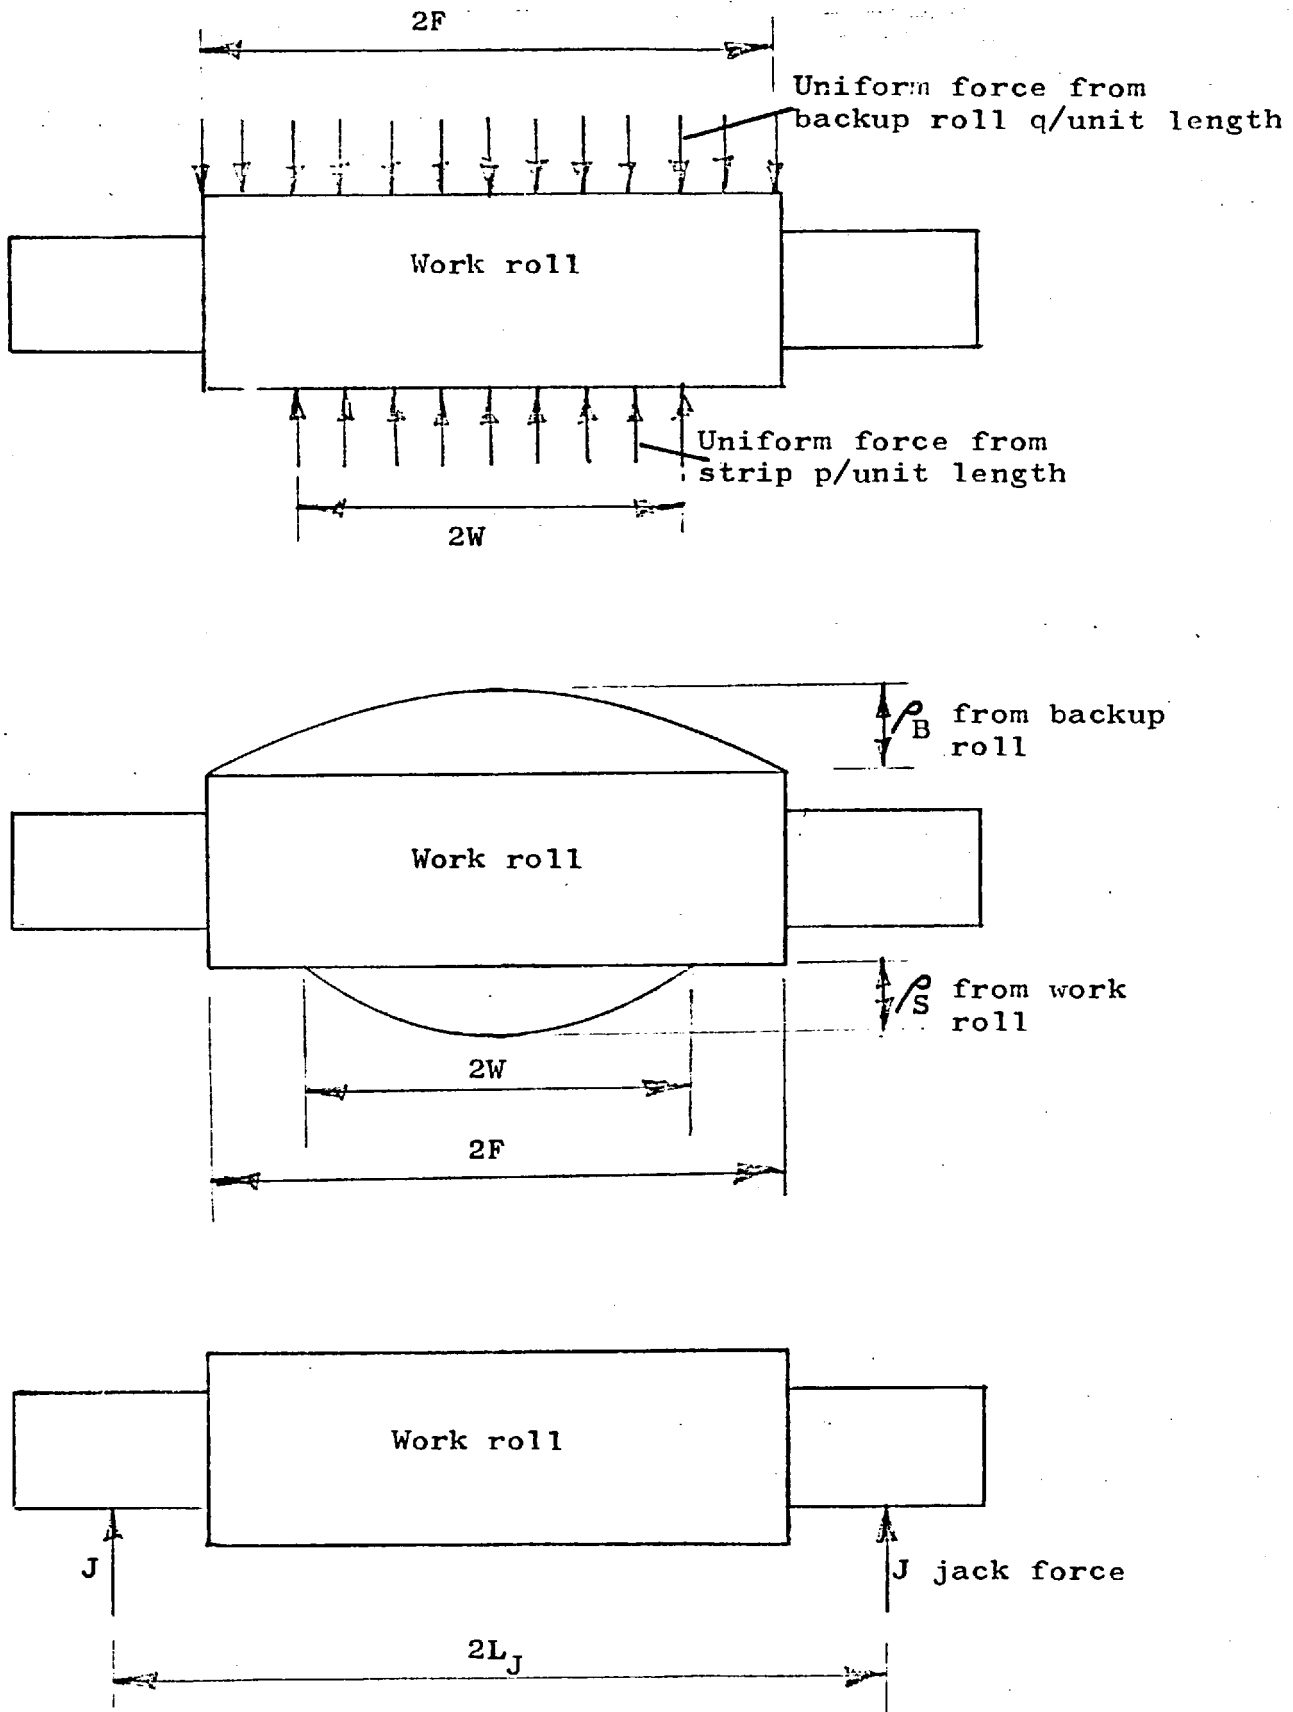 2F
Uniform force from
backup roll q/unit length
Work roll
Uniform force from
strip p/unit length
2W
ρB from backup
roll
Work roll
ρS from work
roll
2W
2F
Work roll
J
J jack force
2LJ